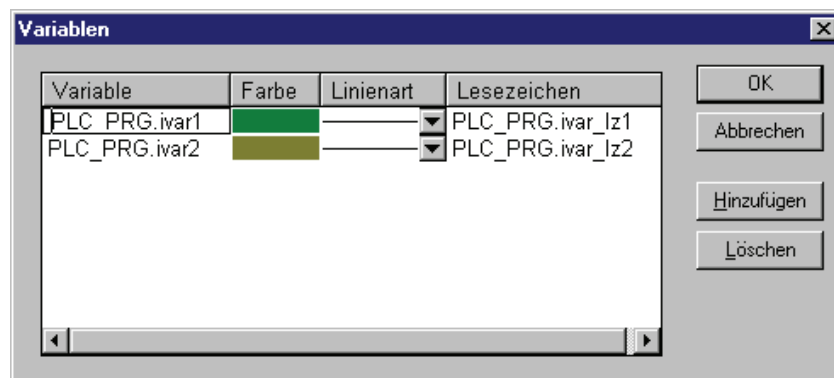 Variablen
Variable Farbe Linienart Lesezeichen
PLC_PRG.ivar1 PLC_PRG.ivar_lz1
PLC_PRG.ivar2 PLC_PRG.ivar_lz2
OK
Abbrechen
Hinzufügen
Löschen